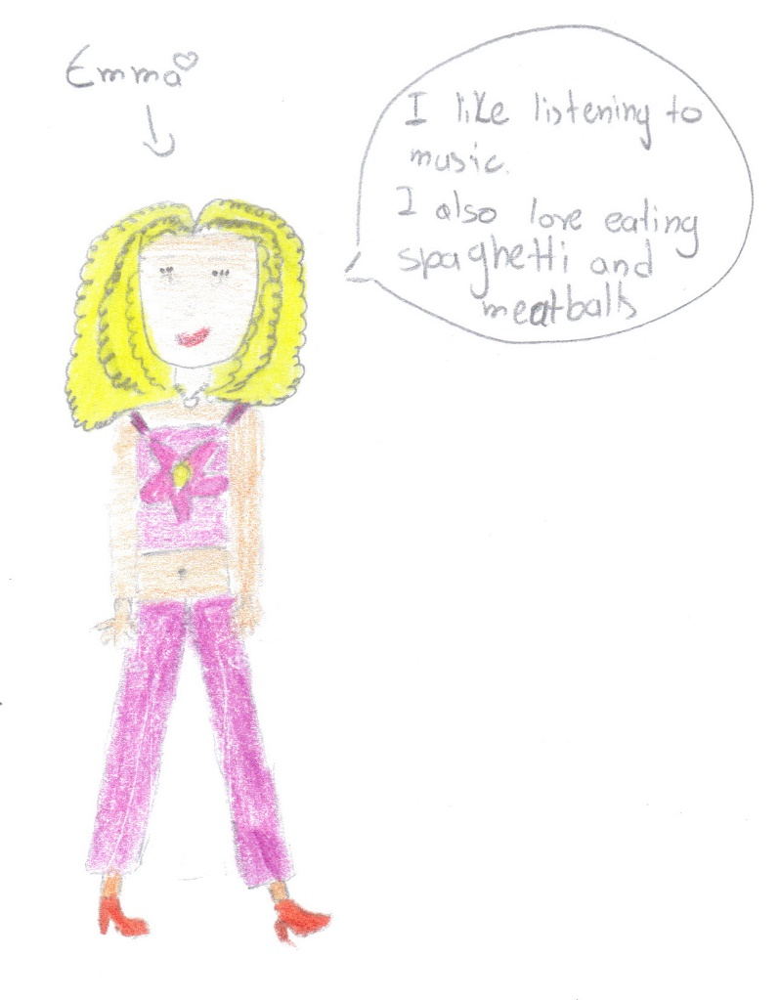 Emma
I like listening to
music.
I also love eating
spaghetti and
meatballs